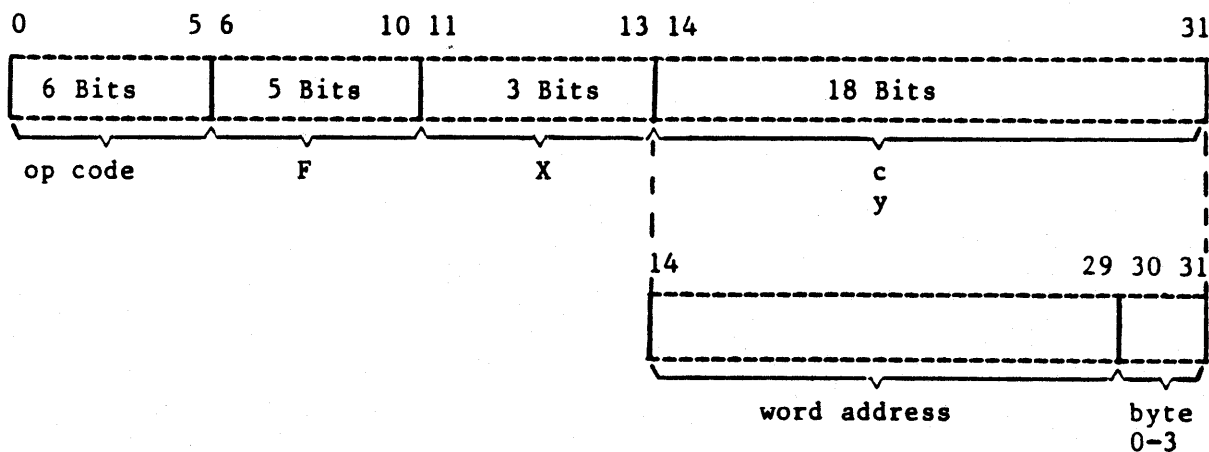 0 5 6 10 11 13 14 31
6 Bits 5 Bits 3 Bits 18 Bits
op code F X c
y
14 29 30 31
word address byte
0-3